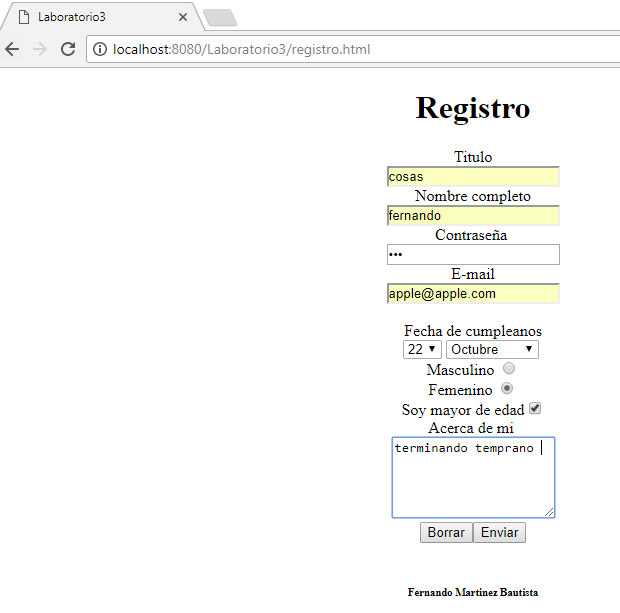 Laboratorio3
localhost:8080/Laboratorio3/registro.html
Registro
Titulo
cosas
Nombre completo
fernando
Contraseña
•••
E-mail
apple@apple.com
Fecha de cumpleanos
22 Octubre
Masculino
Femenino
Soy mayor de edad
Acerca de mi
terminando temprano
Borrar Enviar
Fernando Martinez Bautista